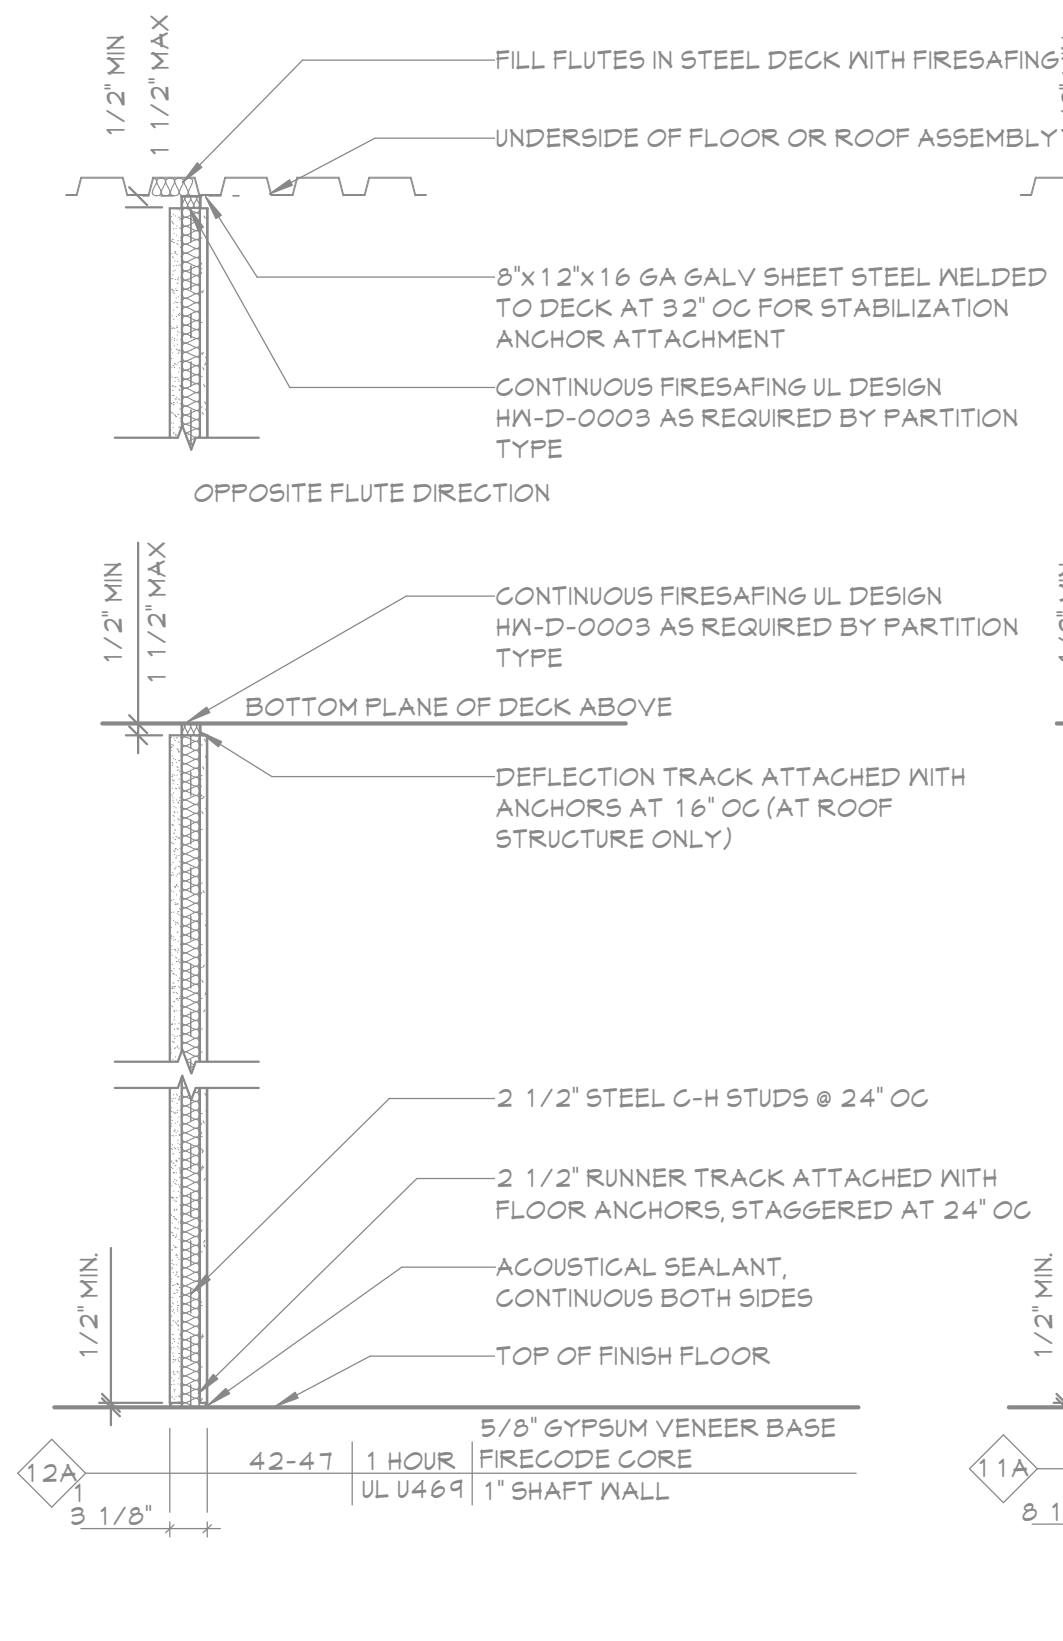 1/2" MIN
1 1/2" MAX
FILL FLUTES IN STEEL DECK WITH FIRESAFING
UNDERSIDE OF FLOOR OR ROOF ASSEMBLY
8"x12"x16 GA GALV SHEET STEEL WELDED
TO DECK AT 32" OC FOR STABILIZATION
ANCHOR ATTACHMENT
CONTINUOUS FIRESAFING UL DESIGN
HW-D-0003 AS REQUIRED BY PARTITION
TYPE
OPPOSITE FLUTE DIRECTION
1/2" MIN
1 1/2" MAX
CONTINUOUS FIRESAFING UL DESIGN
HW-D-0003 AS REQUIRED BY PARTITION
TYPE
BOTTOM PLANE OF DECK ABOVE
DEFLECTION TRACK ATTACHED WITH
ANCHORS AT 16" OC (AT ROOF
STRUCTURE ONLY)
2 1/2" STEEL C-H STUDS @ 24" OC
2 1/2" RUNNER TRACK ATTACHED WITH
FLOOR ANCHORS, STAGGERED AT 24" OC
1/2" MIN.
ACOUSTICAL SEALANT,
CONTINUOUS BOTH SIDES
1/2" MIN.
TOP OF FINISH FLOOR
5/8" GYPSUM VENEER BASE
42-47 1 HOUR FIRECODE CORE
12A
1
UL U469 1" SHAFT WALL
11A
3 1/8"
8 1